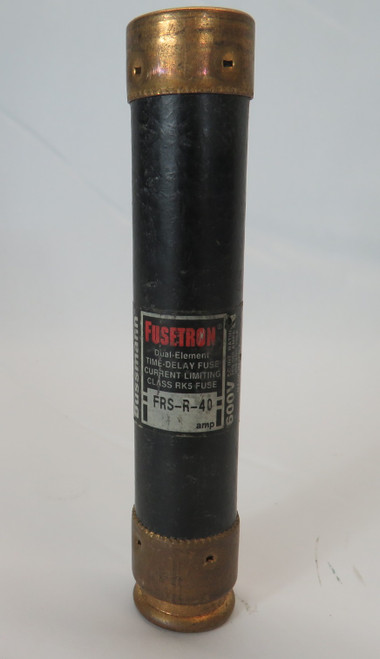 FUSETRON
Dual-Element
TIME-DELAY FUSE
CURRENT LIMITING
CLASS RK5 FUSE
FRS-R-40
amp
Bussmann
600V